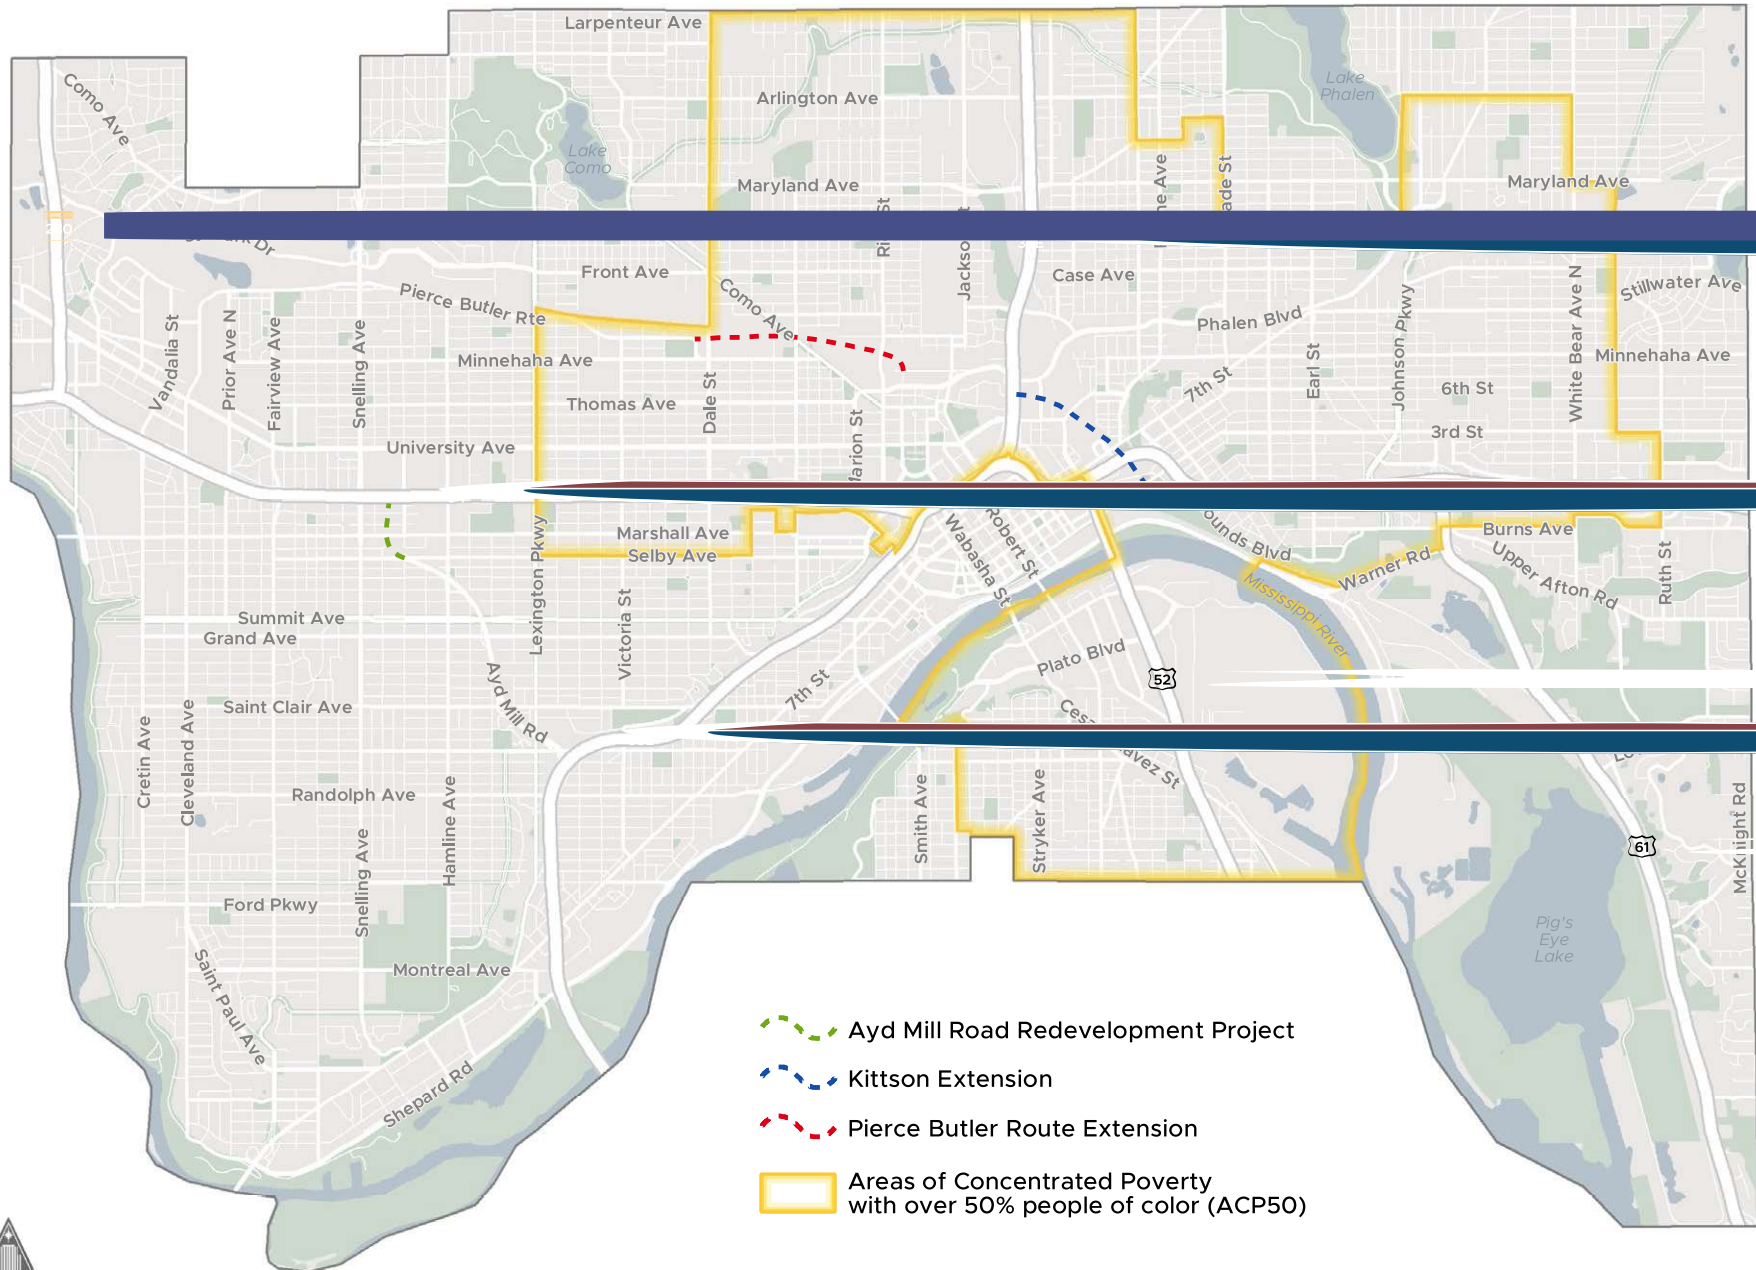 Larpenteur Ave
Como Ave
Arlington Ave
Lake
Phalen
Lake
Como
Maryland Ave
Maryland Ave
Front Ave
Case Ave
Jackso
Pierce Butler Rte
Como Ave
Stillwater Ave
Phalen Blvd
Vandalia St
Prior Ave N
Fairview Ave
Snelling Ave
Minnehaha Ave
Minnehaha Ave
Johnson Pkwy
White Bear Ave N
Earl St
7th St
6th St
Thomas Ave
Dale St
3rd St
University Ave
arion St
Marshall Ave
Selby Ave
Lexington Pkwy
Wabasha St
Robert St
ounds Blvd
Burns Ave
Warner Rd
Upper Afton Rd
Ruth St
Mississippi River
Summit Ave
Grand Ave
Victoria St
Plato Blvd
52
Ayd Mill Rd
7th St
Saint Clair Ave
Cretin Ave
Cleveland Ave
Ces
avez St
Randolph Ave
Hamline Ave
Smith Ave
Stryker Ave
McKnight Rd
61
Snelling Ave
Ford Pkwy
Pig's
Eye
Lake
Montreal Ave
Saint Paul Ave
Shepard Rd
Ayd Mill Road Redevelopment Project
Kittson Extension
Pierce Butler Route Extension
Areas of Concentrated Poverty
with over 50% people of color (ACP50)